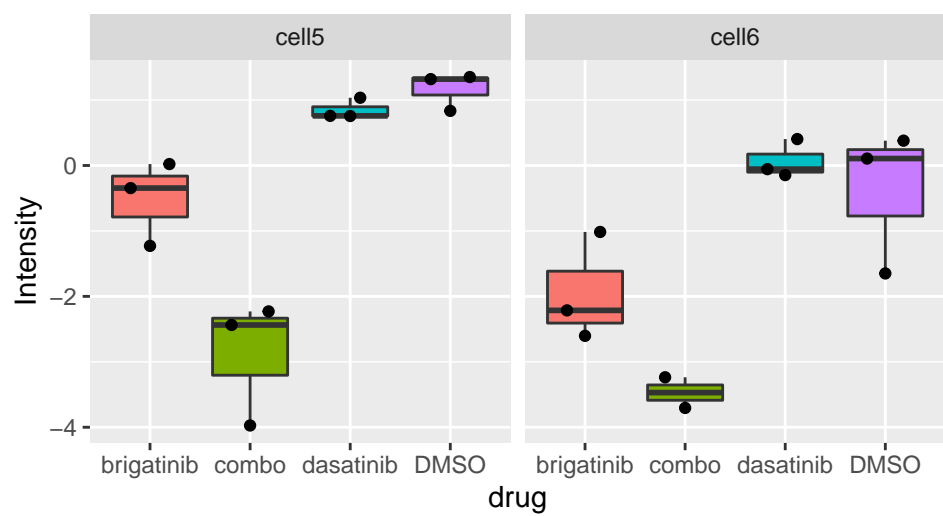 cell5 cell6
Intensity
0
−2
−4
brigatinib combo dasatinib DMSO brigatinib combo dasatinib DMSO
drug